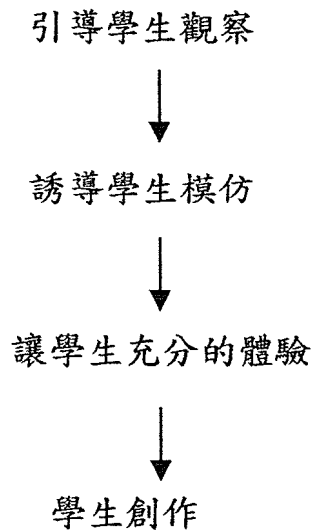 引導學生觀察
誘導學生模仿
讓學生充分的體驗
學生創作